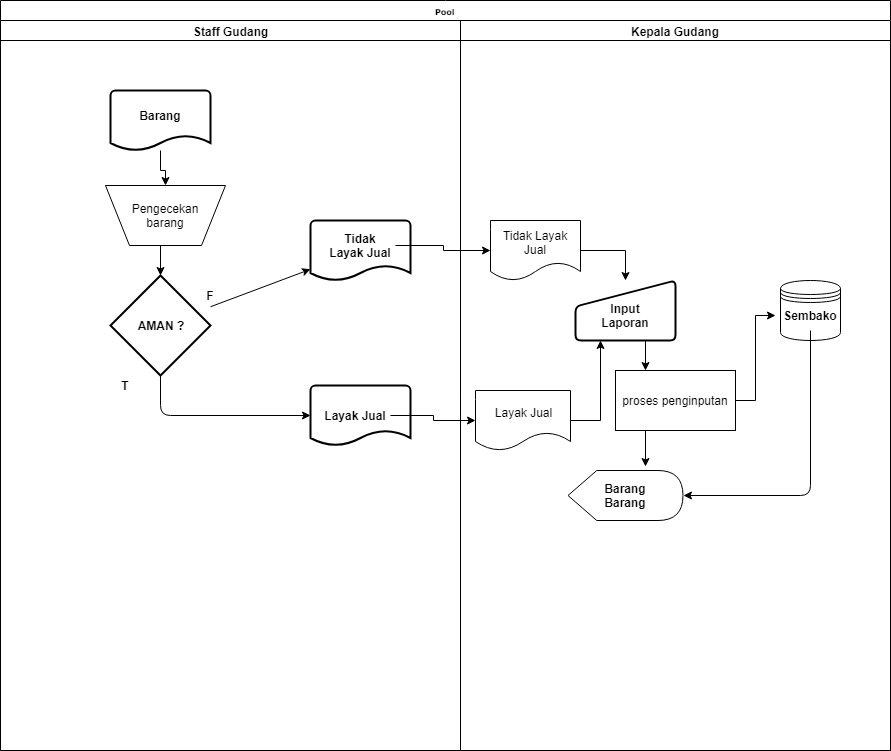 Pool
Staff Gudang
Kepala Gudang
Barang
Pengecekan
barang
AMAN ?
F
T
Tidak
Layak Jual
Layak Jual
Tidak Layak
Jual
Layak Jual
Input
Laporan
proses penginputan
Sembako
Barang
Barang